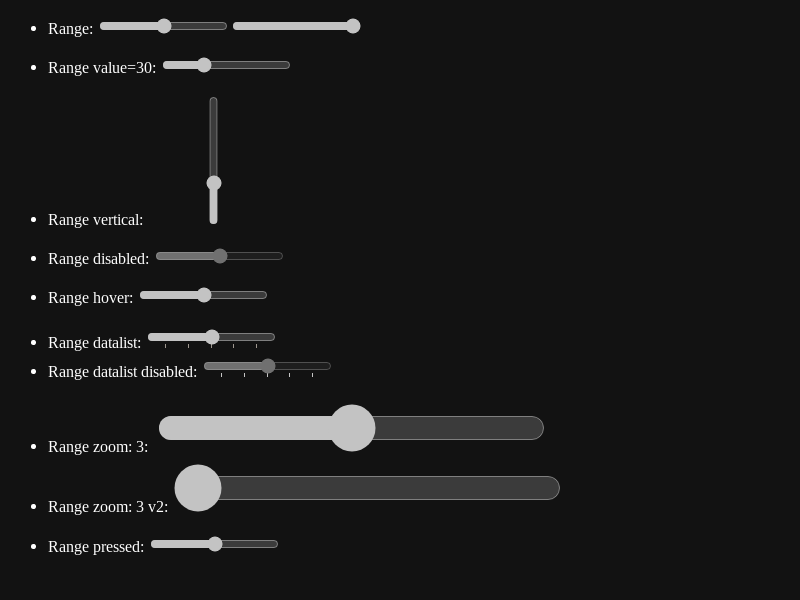 Range:
Range value=30:
Range vertical:
Range disabled:
Range hover:
Range datalist:
Range datalist disabled:
Range zoom: 3:
Range zoom: 3 v2:
Range pressed: